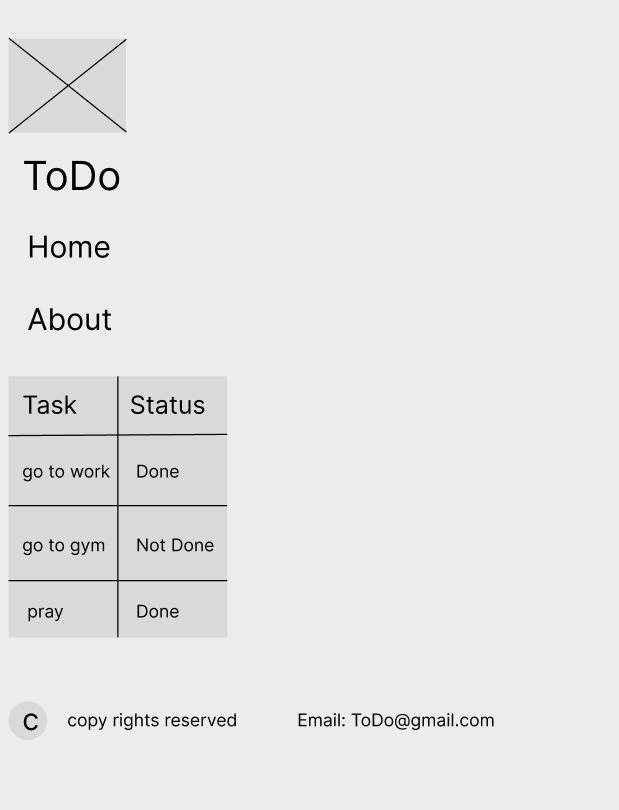 ToDo
Home
About
Task Status
go to work Done
go to gym Not Done
pray Done
C copy rights reserved Email: ToDo@gmail.com